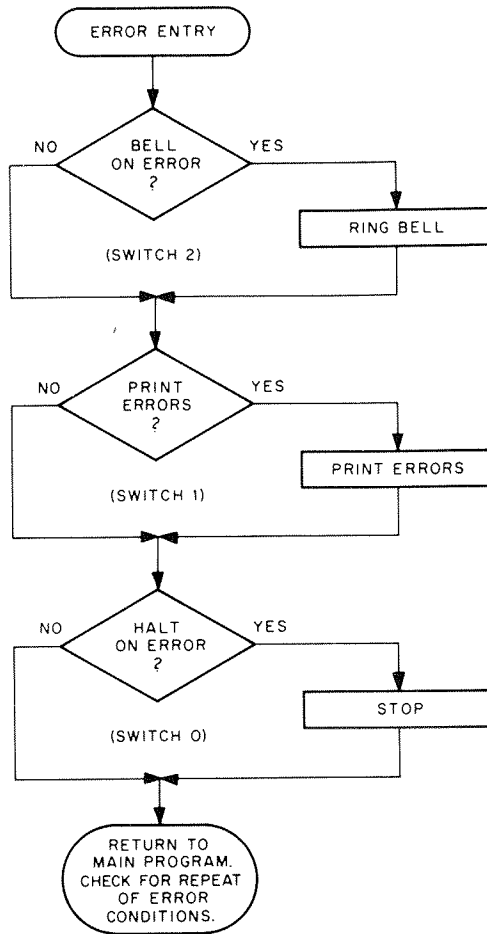 ERROR ENTRY
NO
BELL
ON ERROR
?
YES
RING BELL
(SWITCH 2)
NO
PRINT
ERRORS
?
YES
PRINT ERRORS
(SWITCH 1)
NO
HALT
ON ERROR
?
YES
STOP
(SWITCH 0)
RETURN TO
MAIN PROGRAM.
CHECK FOR REPEAT
OF ERROR
CONDITIONS.